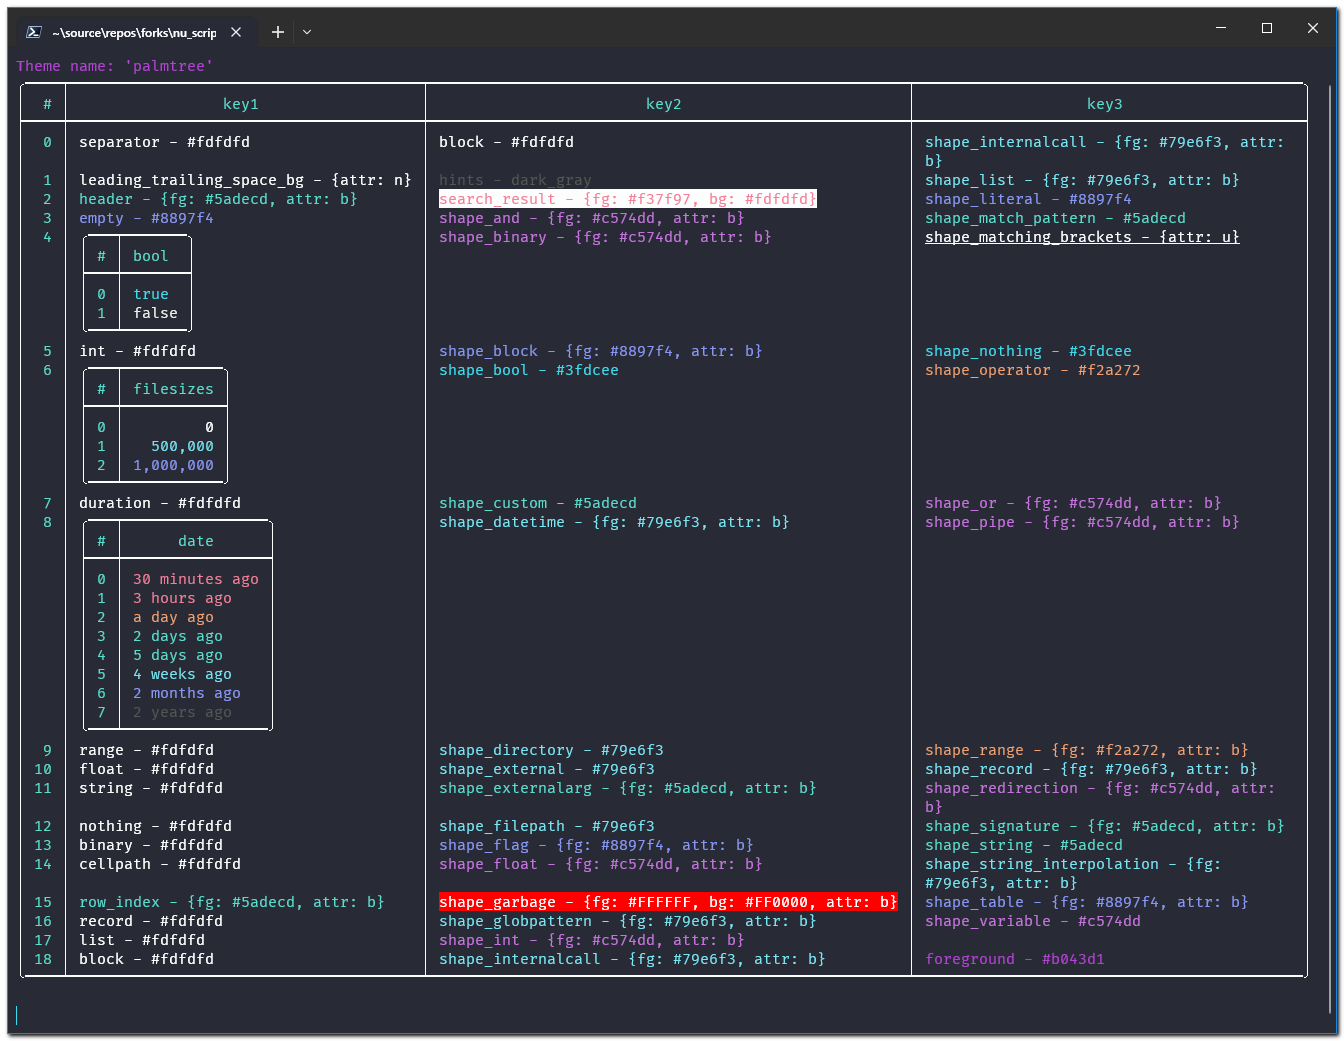 ~\source\repos\forks\nu_scrip
Theme name: 'palmtree'
# key1 key2 key3
0 separator - #fdfdfd block - #fdfdfd shape_internalcall - {fg: #79e6f3, attr:
b}
1 leading_trailing_space_bg - {attr: n} hints - dark_gray shape_list - {fg: #79e6f3, attr: b}
2 header - {fg: #5adecd, attr: b} search_result - {fg: #f37f97, bg: #fdfdfd} shape_literal - #8897f4
3 empty - #8897f4 shape_and - {fg: #c574dd, attr: b} shape_match_pattern - #5adecd
4 shape_binary - {fg: #c574dd, attr: b} shape_matching_brackets - {attr: u}
# bool
0 true
1 false
5 int - #fdfdfd shape_block - {fg: #8897f4, attr: b} shape_nothing - #3fdcee
6 shape_bool - #3fdcee shape_operator - #f2a272
# filesizes
0 0
1 500,000
2 1,000,000
7 duration - #fdfdfd shape_custom - #5adecd shape_or - {fg: #c574dd, attr: b}
8 shape_datetime - {fg: #79e6f3, attr: b} shape_pipe - {fg: #c574dd, attr: b}
# date
0 30 minutes ago
1 3 hours ago
2 a day ago
3 2 days ago
4 5 days ago
5 4 weeks ago
6 2 months ago
7 2 years ago
9 range - #fdfdfd shape_directory - #79e6f3 shape_range - {fg: #f2a272, attr: b}
10 float - #fdfdfd shape_external - #79e6f3 shape_record - {fg: #79e6f3, attr: b}
11 string - #fdfdfd shape_externalarg - {fg: #5adecd, attr: b} shape_redirection - {fg: #c574dd, attr:
b}
12 nothing - #fdfdfd shape_filepath - #79e6f3 shape_signature - {fg: #5adecd, attr: b}
13 binary - #fdfdfd shape_flag - {fg: #8897f4, attr: b} shape_string - #5adecd
14 cellpath - #fdfdfd shape_float - {fg: #c574dd, attr: b} shape_string_interpolation - {fg:
#79e6f3, attr: b}
15 row_index - {fg: #5adecd, attr: b} shape_garbage - {fg: #FFFFFF, bg: #FF0000, attr: b} shape_table - {fg: #8897f4, attr: b}
16 record - #fdfdfd shape_globpattern - {fg: #79e6f3, attr: b} shape_variable - #c574dd
17 list - #fdfdfd shape_int - {fg: #c574dd, attr: b}
18 block - #fdfdfd shape_internalcall - {fg: #79e6f3, attr: b} foreground - #b043d1